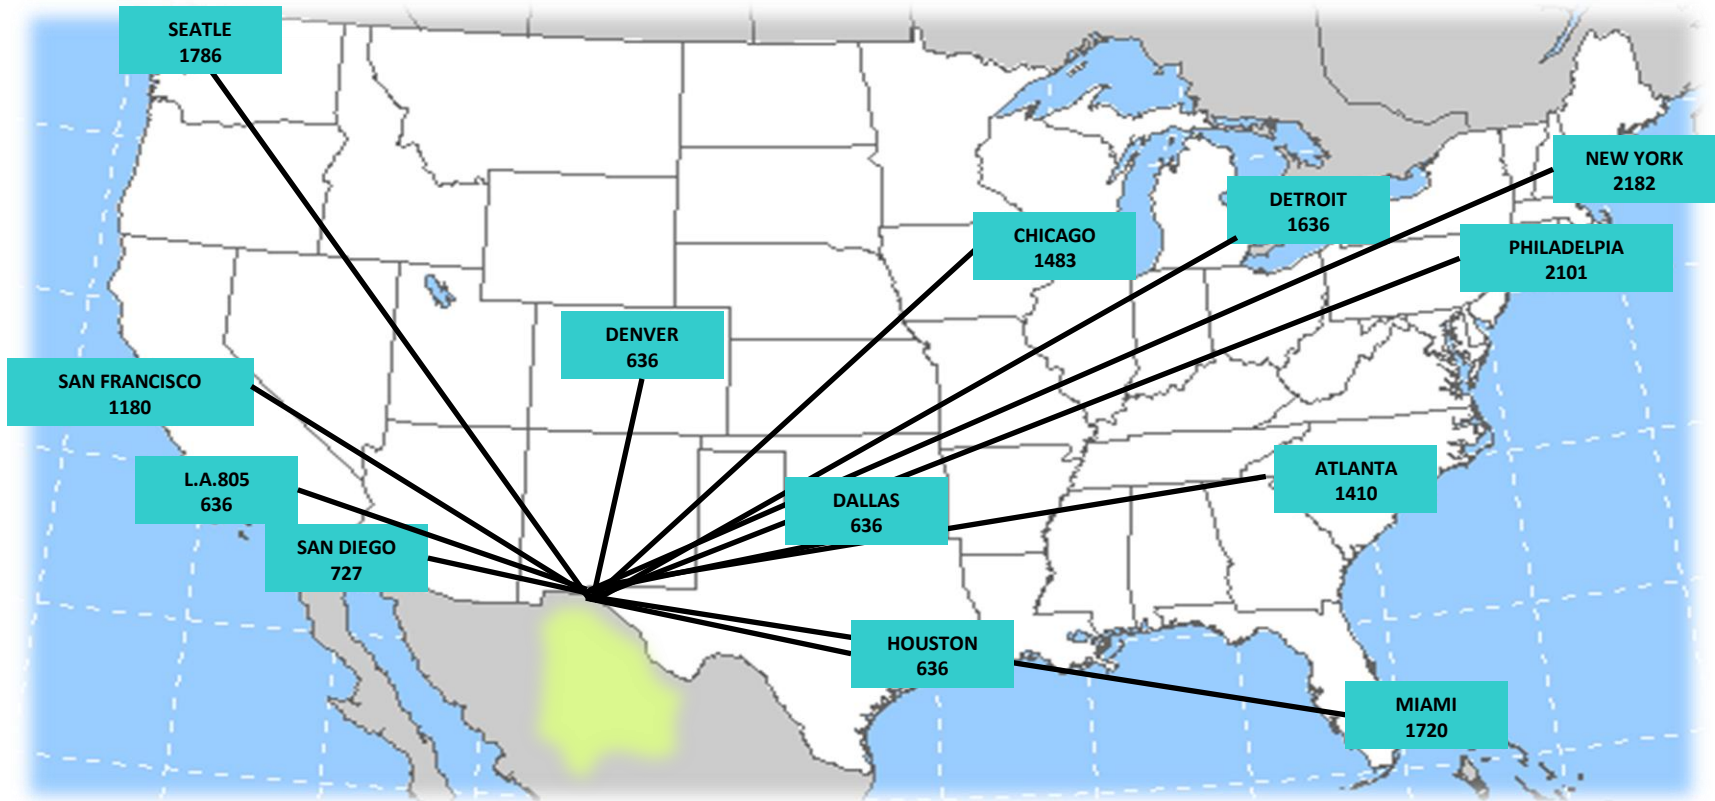 SEATLE
1786
NEW YORK
2182
DETROIT
1636
CHICAGO
1483
PHILADELPIA
2101
DENVER
636
SAN FRANCISCO
1180
L.A.805
636
ATLANTA
1410
DALLAS
636
SAN DIEGO
727
HOUSTON
636
MIAMI
1720